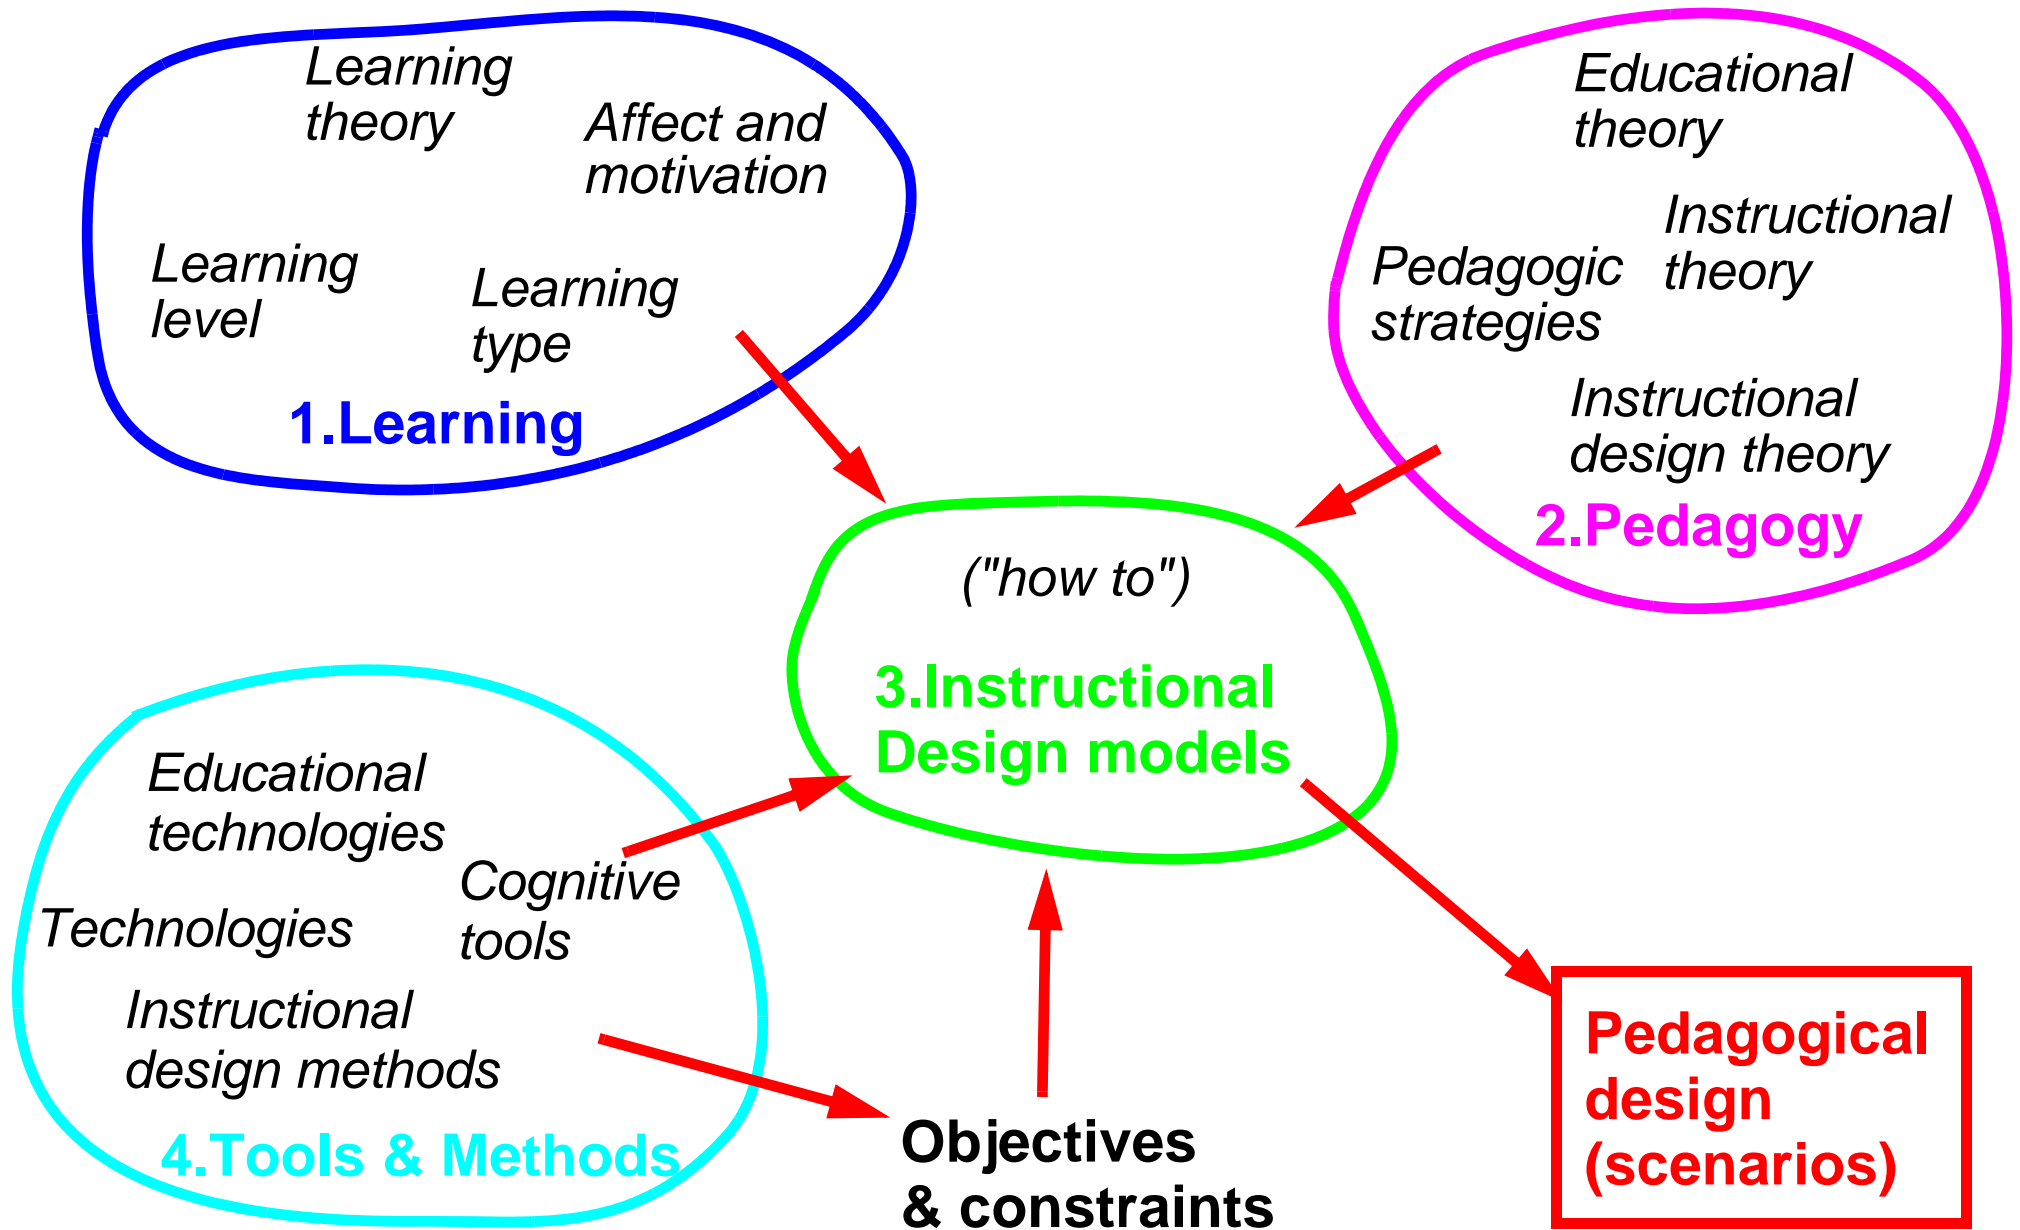 Learning
theory
Affect and
motivation
Learning
level
Learning
type
1.Learning
Educational
theory
Instructional
theory
Pedagogic
strategies
Instructional
design theory
2.Pedagogy
("how to")
3.Instructional
Design models
Educational
technologies
Cognitive
tools
Technologies
Instructional
design methods
4.Tools & Methods
Objectives
& constraints
Pedagogical
design
(scenarios)